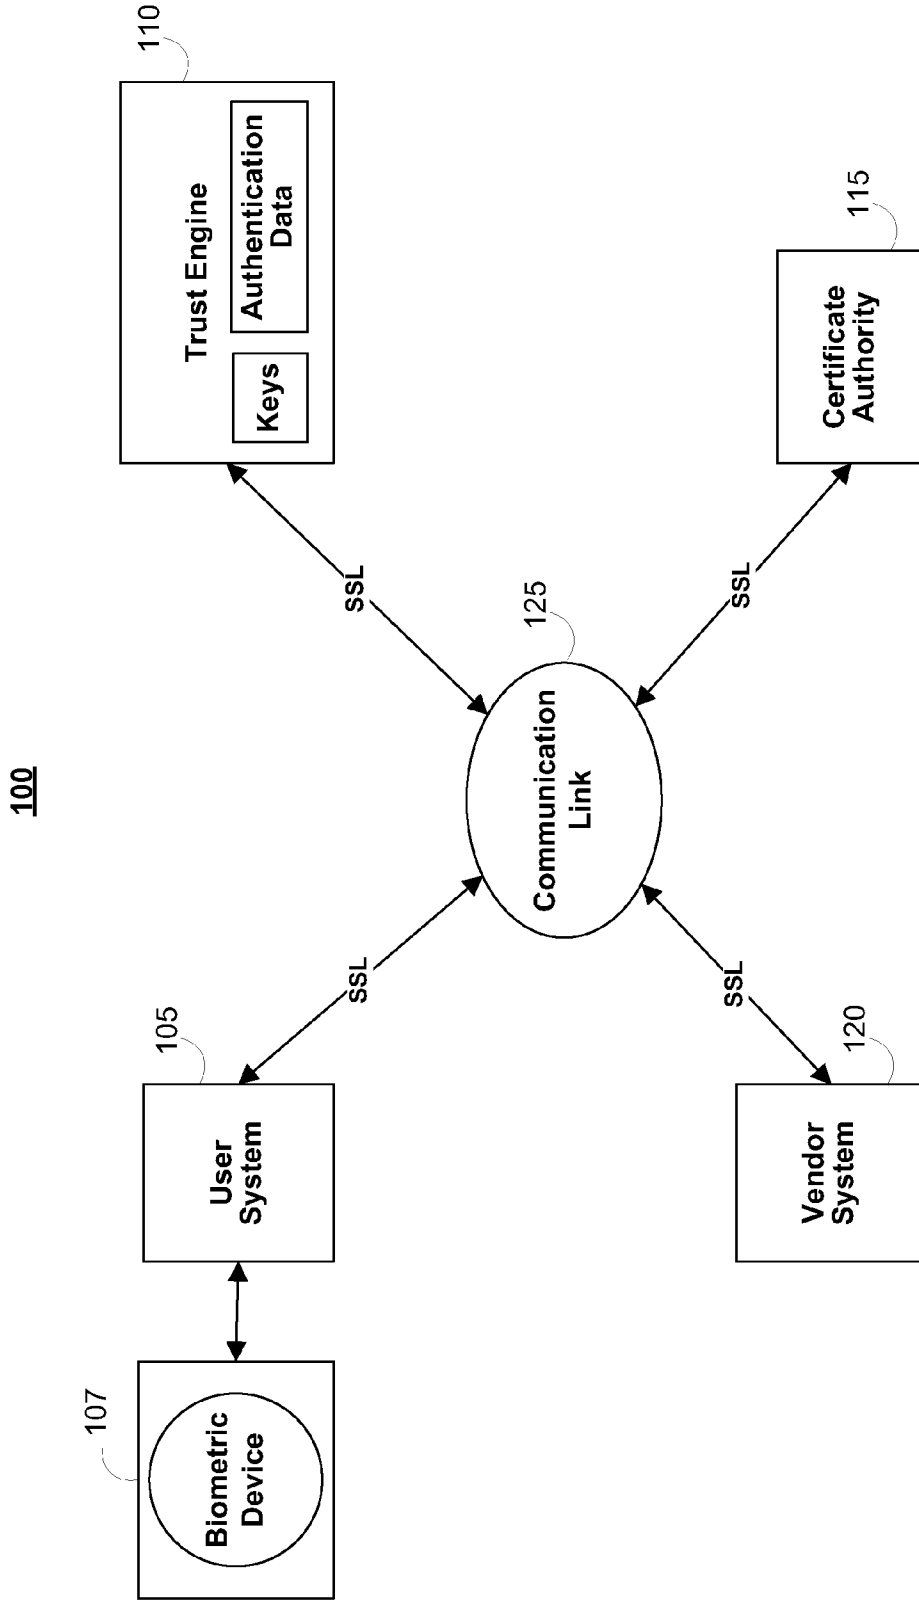 100
107
Biometric
Device
105
User
System
SSL
110
Trust Engine
Keys
Authentication
Data
SSL
125
Communication
Link
SSL
120
Vendor
System
SSL
115
Certificate
Authority